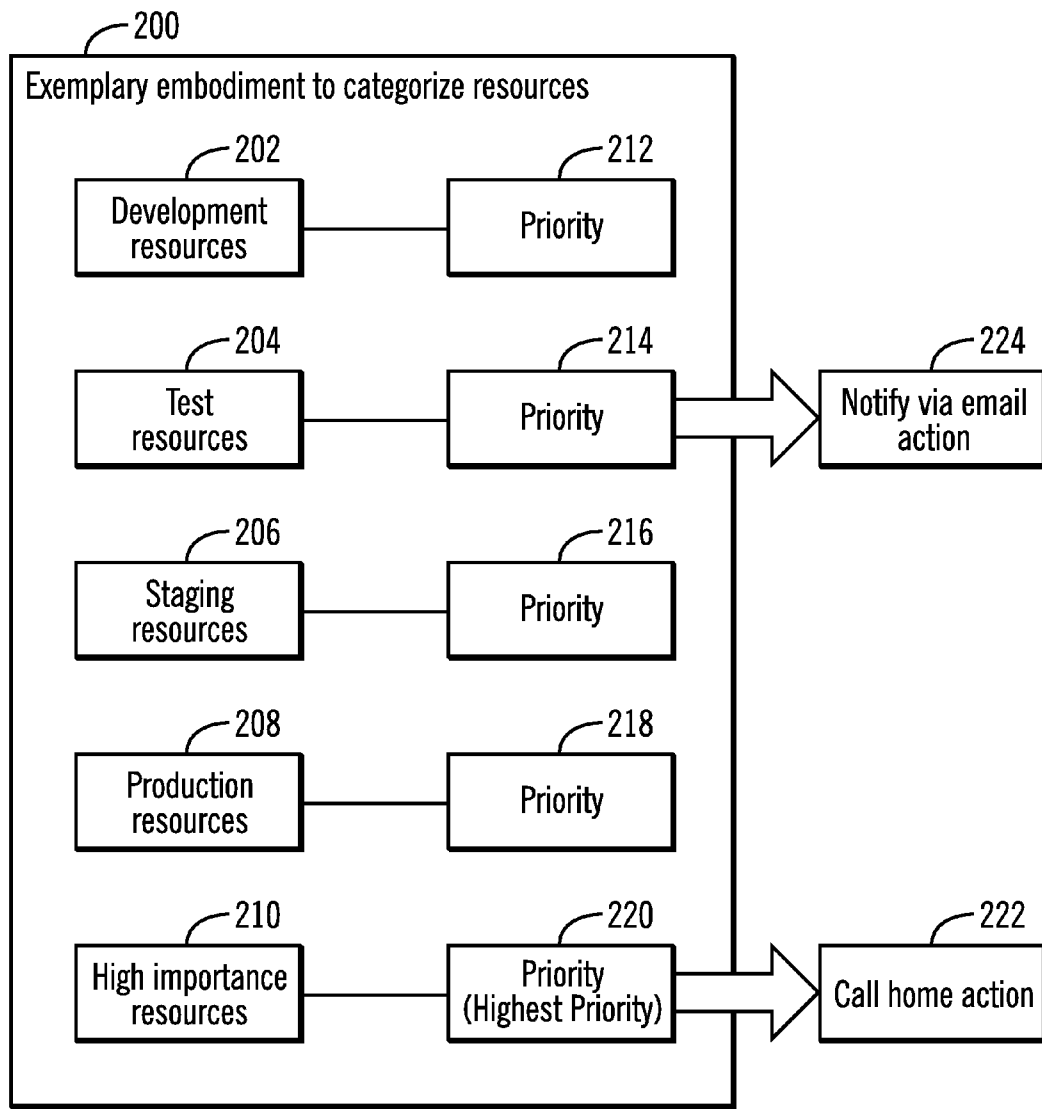 200
Exemplary embodiment to categorize resources
202
212
Development
resources
Priority
204
214
224
Test
resources
Priority
Notify via email
action
206
216
Staging
resources
Priority
208
218
Production
resources
Priority
210
220
222
High importance
resources
Priority
(Highest Priority)
Call home action